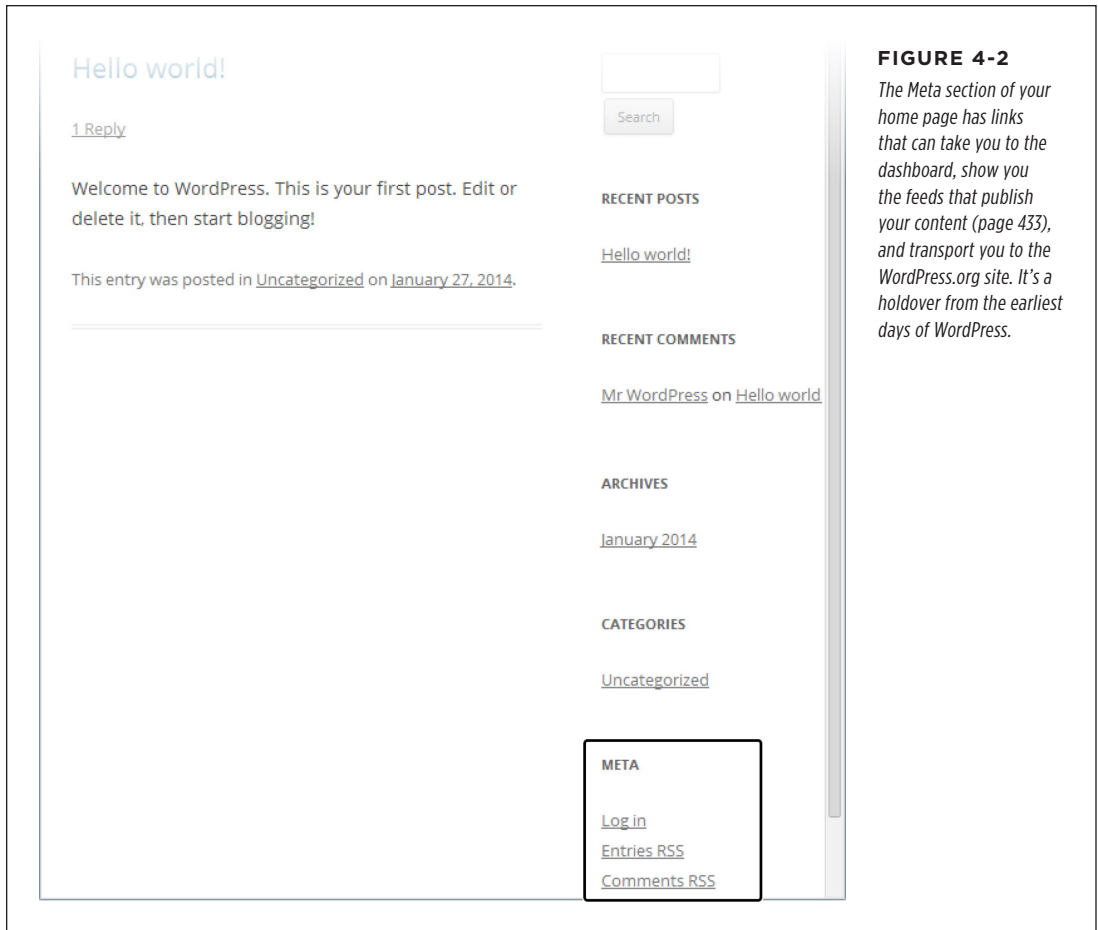 Hello world!
1 Reply
Welcome to WordPress. This is your first post. Edit or
delete it, then start blogging!
This entry was posted in Uncategorized on January 27, 2014.
Search
RECENT POSTS
Hello world!
RECENT COMMENTS
Mr WordPress on Hello world
ARCHIVES
January 2014
CATEGORIES
Uncategorized
META
Log in
Entries RSS
Comments RSS
FIGURE 4-2
The Meta section of your
home page has links
that can take you to the
dashboard, show you
the feeds that publish
your content (page 433),
and transport you to the
WordPress.org site. It’s a
holdover from the earliest
days of WordPress.